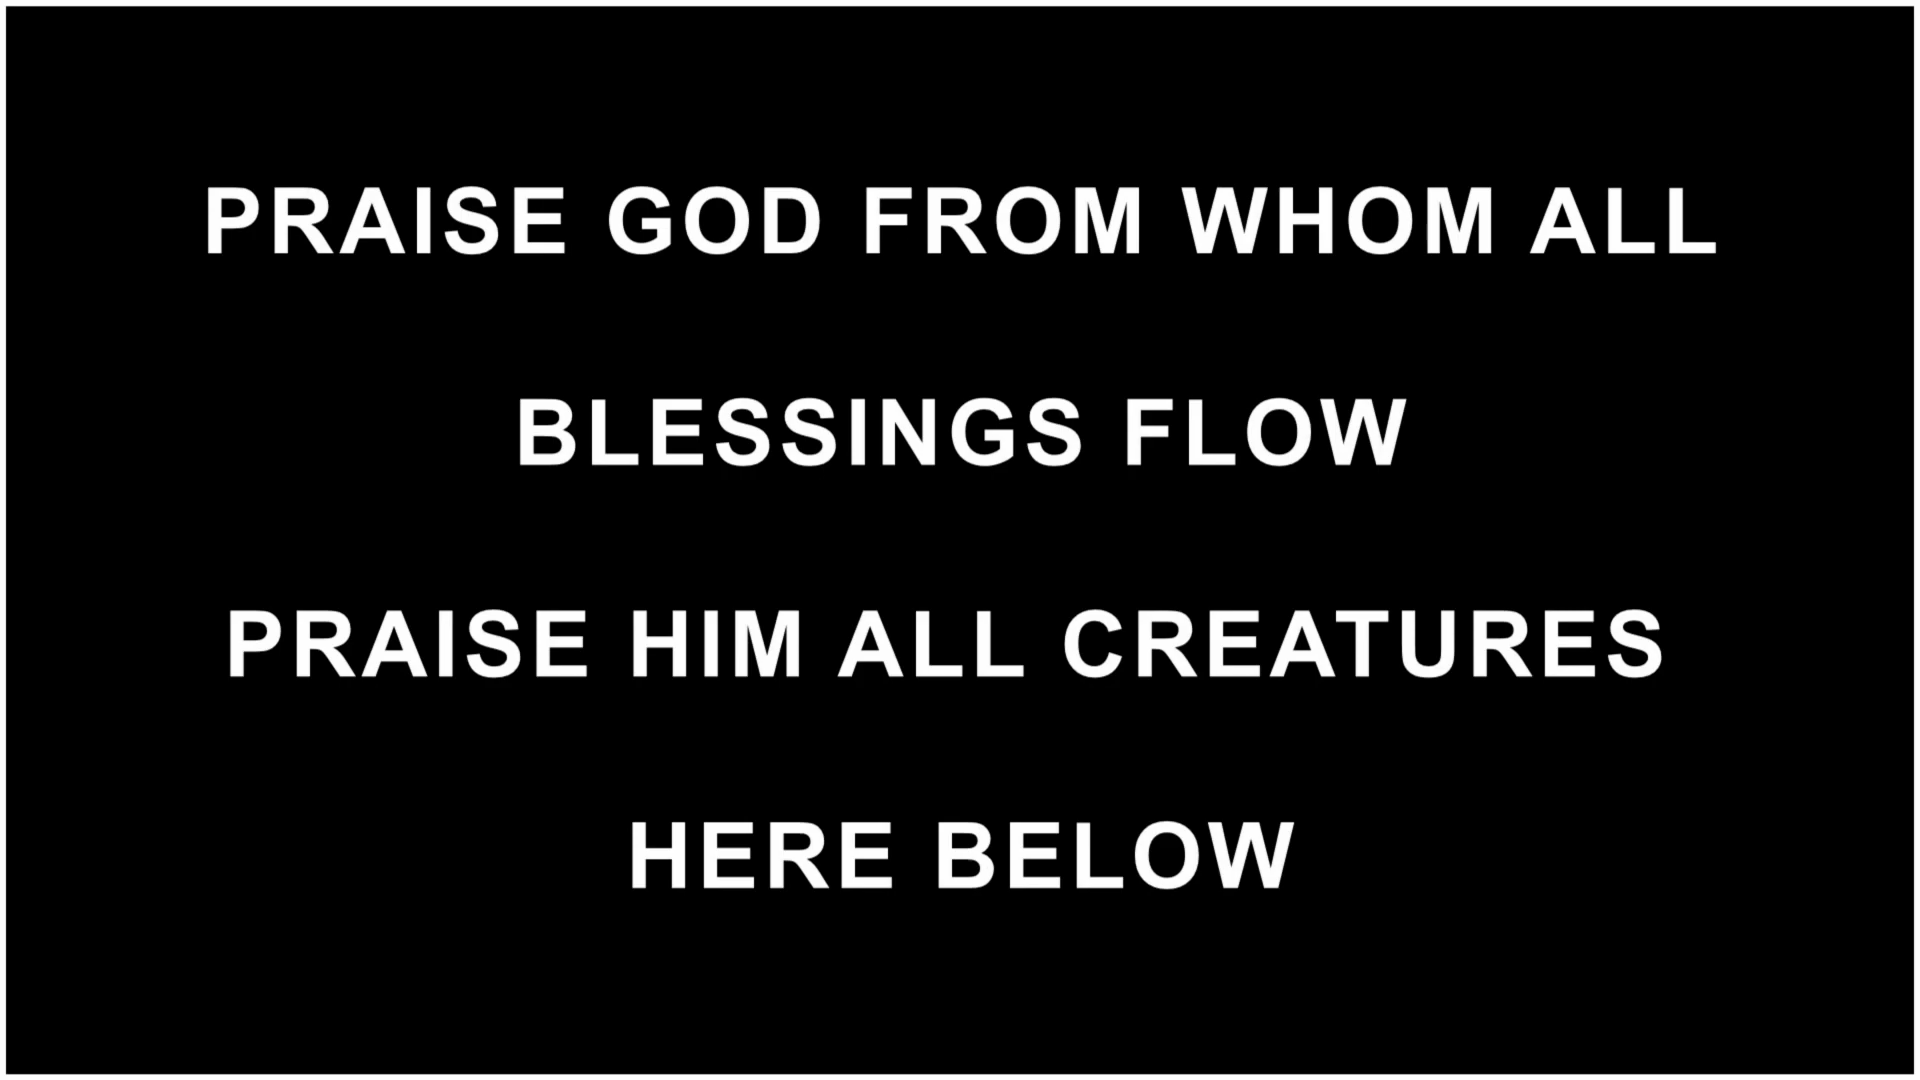 PRAISE GOD FROM WHOM ALL
BLESSINGS FLOW
PRAISE HIM ALL CREATURES
HERE BELOW